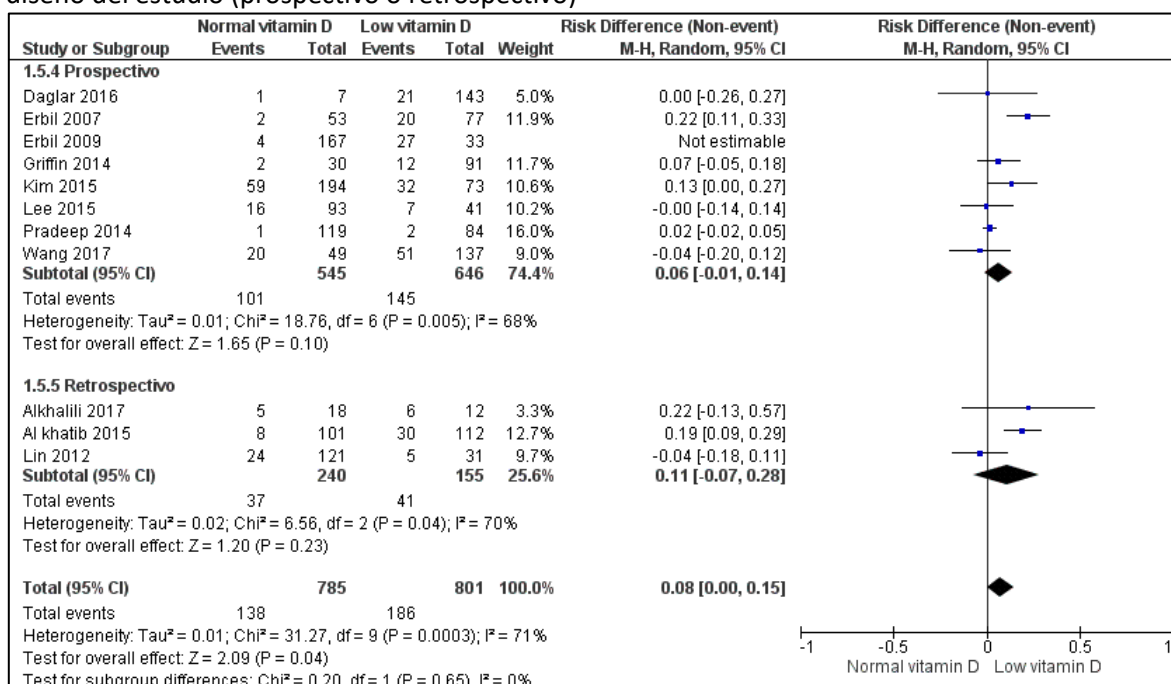 diseño del estudio (prospectivo o retrospectivo)
Normal vitamin D Low vitamin D Risk Difference (Non-event) Risk Difference (Non-event)
Study or Subgroup Events Total Events Total Weight M-H, Random, 95% CI M-H, Random, 95% CI
1.5.4 Prospectivo
Daglar 2016 1 7 21 143 5.0% 0.00 [-0.26, 0.27]
Erbil 2007 2 53 20 77 11.9% 0.22 [0.11, 0.33]
Erbil 2009 4 167 27 33 Not estimable
Griffin 2014 2 30 12 91 11.7% 0.07 [-0.05, 0.18]
Kim 2015 59 194 32 73 10.6% 0.13 [0.00, 0.27]
Lee 2015 16 93 7 41 10.2% -0.00 [-0.14, 0.14]
Pradeep 2014 1 119 2 84 16.0% 0.02 [-0.02, 0.05]
Wang 2017 20 49 51 137 9.0% -0.04 [-0.20, 0.12]
Subtotal (95% CI) 545 646 74.4% 0.06 [-0.01, 0.14]
Total events 101 145
Heterogeneity: Tau² = 0.01; Chi² = 18.76, df = 6 (P = 0.005); I² = 68%
Test for overall effect: Z = 1.65 (P = 0.10)
1.5.5 Retrospectivo
Alkhalili 2017 5 18 6 12 3.3% 0.22 [-0.13, 0.57]
Al khatib 2015 8 101 30 112 12.7% 0.19 [0.09, 0.29]
Lin 2012 24 121 5 31 9.7% -0.04 [-0.18, 0.11]
Subtotal (95% CI) 240 155 25.6% 0.11 [-0.07, 0.28]
Total events 37 41
Heterogeneity: Tau² = 0.02; Chi² = 6.56, df = 2 (P = 0.04); I² = 70%
Test for overall effect: Z = 1.20 (P = 0.23)
Total (95% CI) 785 801 100.0% 0.08 [0.00, 0.15]
Total events 138 186
Heterogeneity: Tau² = 0.01; Chi² = 31.27, df = 9 (P = 0.0003); I² = 71%
Test for overall effect: Z = 2.09 (P = 0.04)
Test for subgroup differences: Chi² = 0.20, df = 1 (P = 0.65), I² = 0%
-1 -0.5 0 0.5 1
Normal vitamin D Low vitamin D